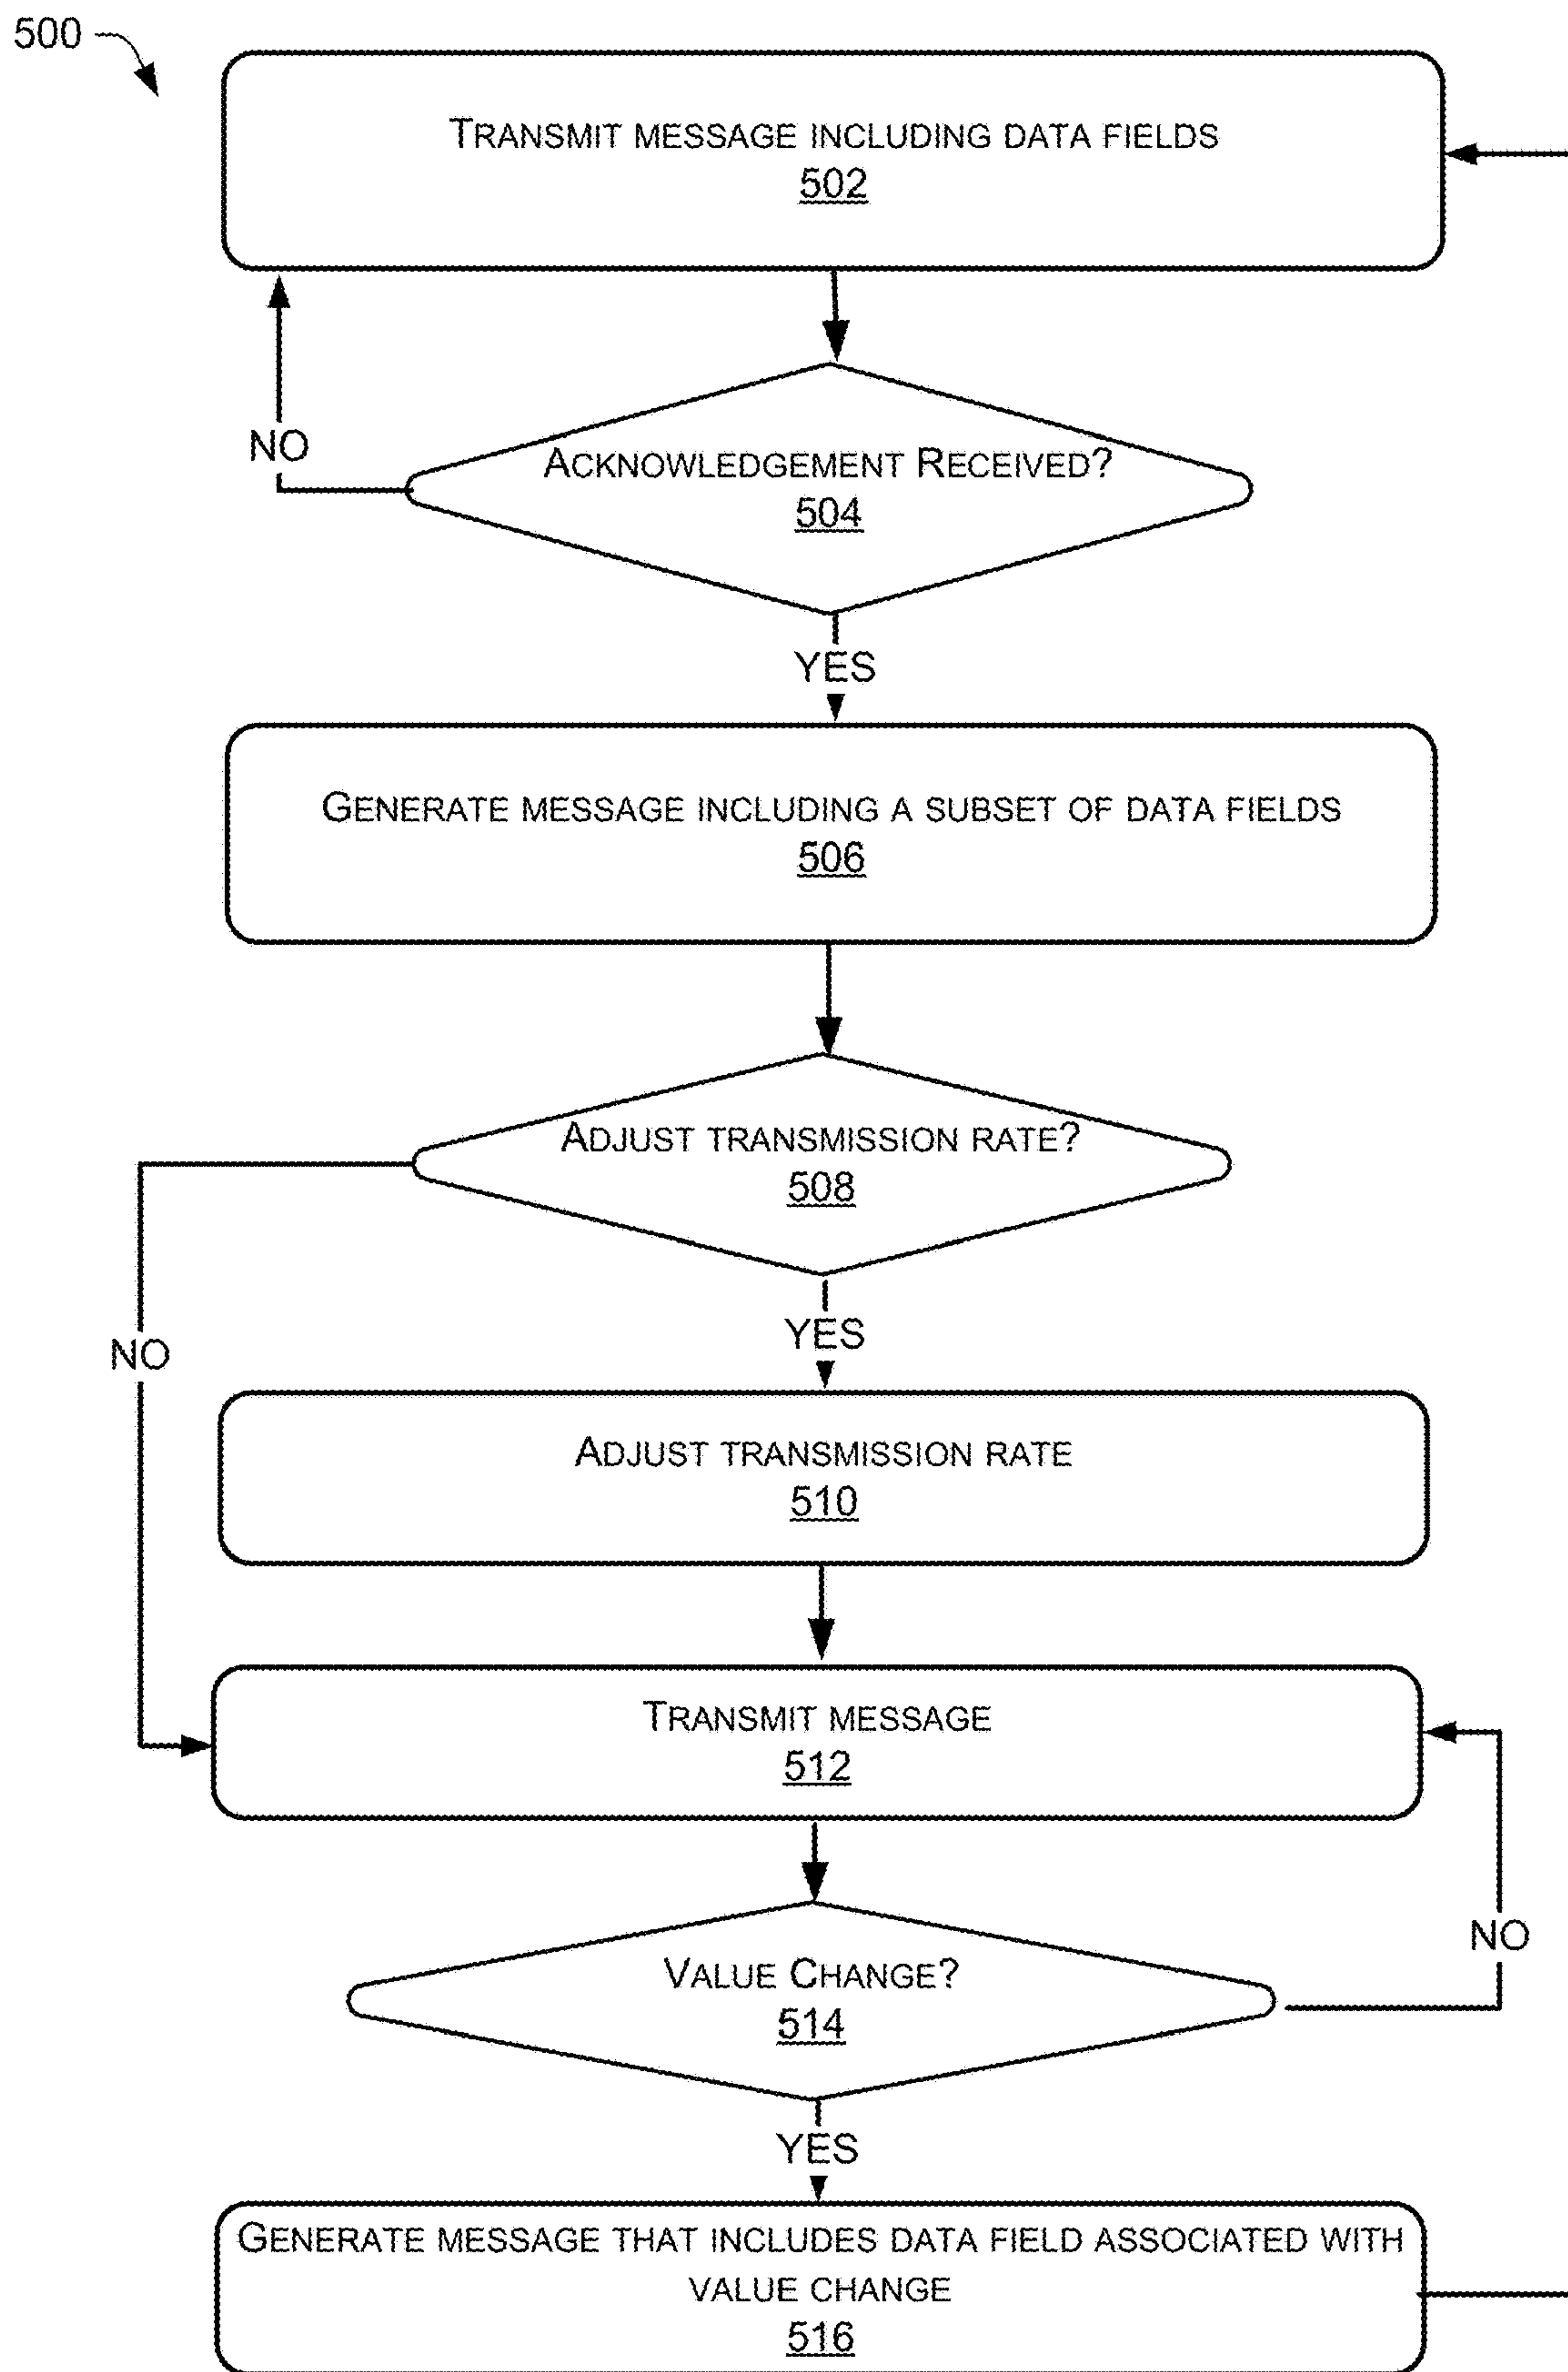 500
TRANSMIT MESSAGE INCLUDING DATA FIELDS
502
NO
ACKNOWLEDGEMENT RECEIVED?
504
YES
GENERATE MESSAGE INCLUDING A SUBSET OF DATA FIELDS
506
ADJUST TRANSMISSION RATE?
508
YES
NO
ADJUST TRANSMISSION RATE
510
TRANSMIT MESSAGE
512
NO
VALUE CHANGE?
514
YES
GENERATE MESSAGE THAT INCLUDES DATA FIELD ASSOCIATED WITH
VALUE CHANGE
516